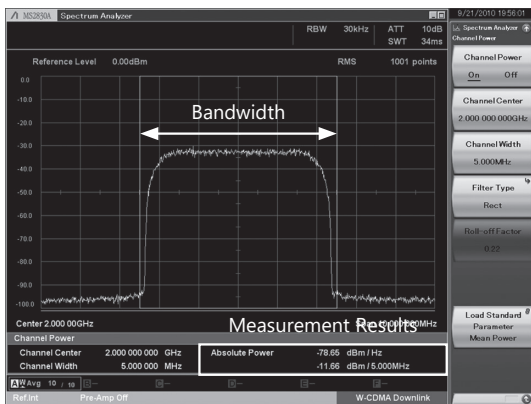 MS2830A Spectrum Analyzer
9/21/2010 19:56:01
RBW 30kHz ATT 10dB
SWT 34ms
Spectrum Analyzer
Channel Power
Reference Level 0.00dBm RMS 1001 points
Channel Power
On Off
0.0
-10.0
-20.0
-30.0
-40.0
-50.0
-60.0
-70.0
-80.0
-90.0
-100.0
Bandwidth
Channel Center
2.000 000 000GHz
Channel Width
5.000MHz
Filter Type
Rect
Roll-off Factor
0.22
Center 2.000 00GHz
Measurement Results
Load Standard
Parameter
Mean Power
Channel Power
Channel Center 2.000 000 000 GHz
Channel Width 5.000 000 MHz
Absolute Power -78.65 dBm / Hz
-11.66 dBm / 5.000MHz
A Avg 10 / 10
Ref.Int Pre-Amp Off W-CDMA Downlink